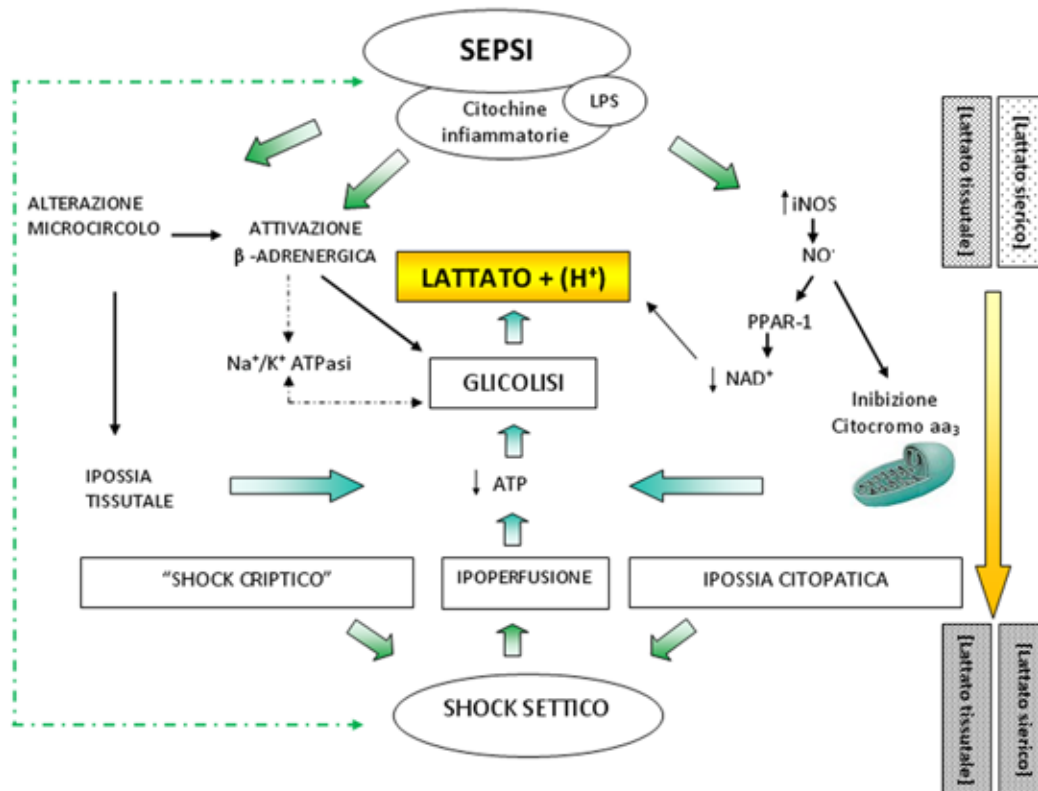 SEPSI
LPS
Citochine
infiammatorie
[Lattato tissutale]
[Lattato sierico]
ALTERAZIONE
MICROCIRCOLO
ATTIVAZIONE
β -ADRENERGICA
↑iNOS
NO·
LATTATO + (H⁺)
PPAR-1
Na⁺/K⁺ ATPasi
GLICOLISI
↓ NAD⁺
Inibizione
Citocromo aa₃
IPOSSIA
TISSUTALE
↓ ATP
“SHOCK CRIPTICO”
IPOPERFUSIONE
IPOSSIA CITOPATICA
[Lattato tissutale]
[Lattato sierico]
SHOCK SETTICO